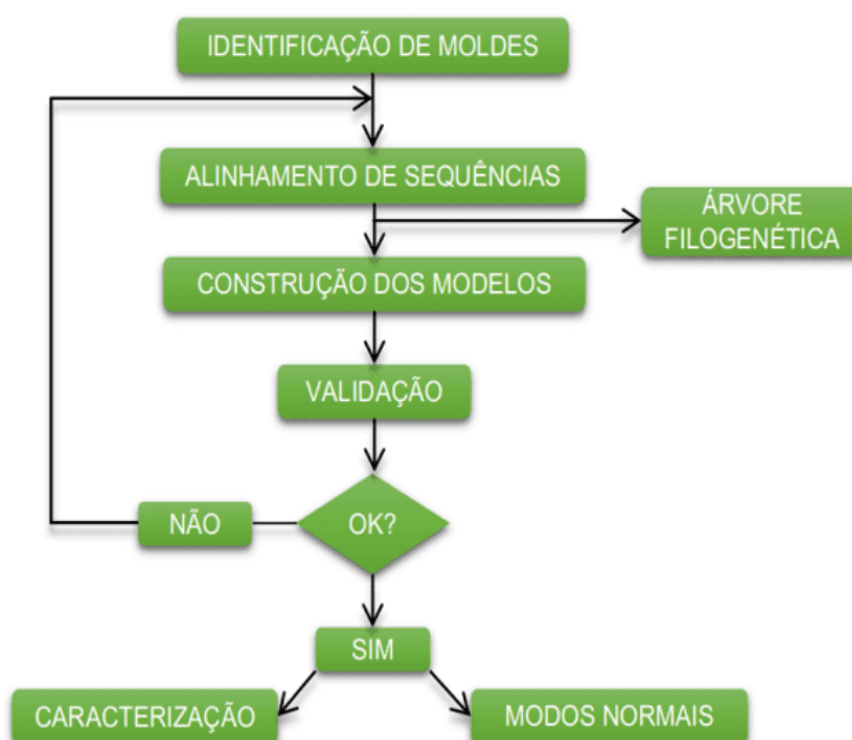 IDENTIFICAÇÃO DE MOLDES
ALINHAMENTO DE SEQUÊNCIAS
ÁRVORE
FILOGENÉTICA
CONSTRUÇÃO DOS MODELOS
VALIDAÇÃO
NÃO
OK?
SIM
CARACTERIZAÇÃO
MODOS NORMAIS